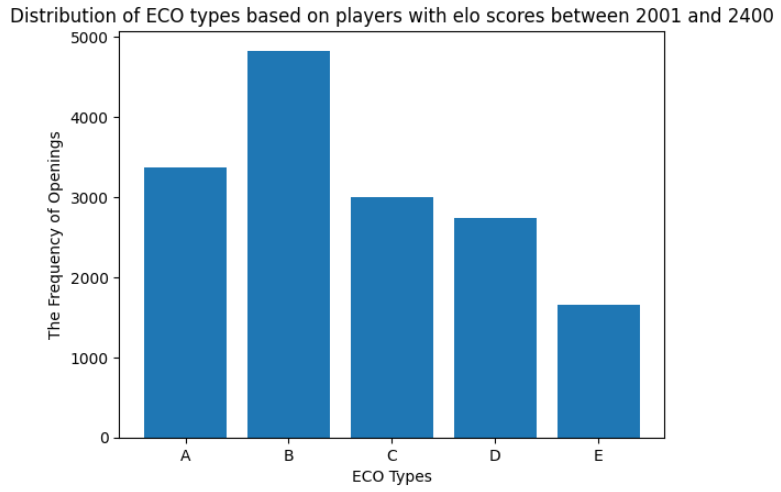 Distribution of ECO types based on players with elo scores between 2001 and 2400
5000
4000
3000
2000
1000
0
The Frequency of Openings
A B C D E
ECO Types